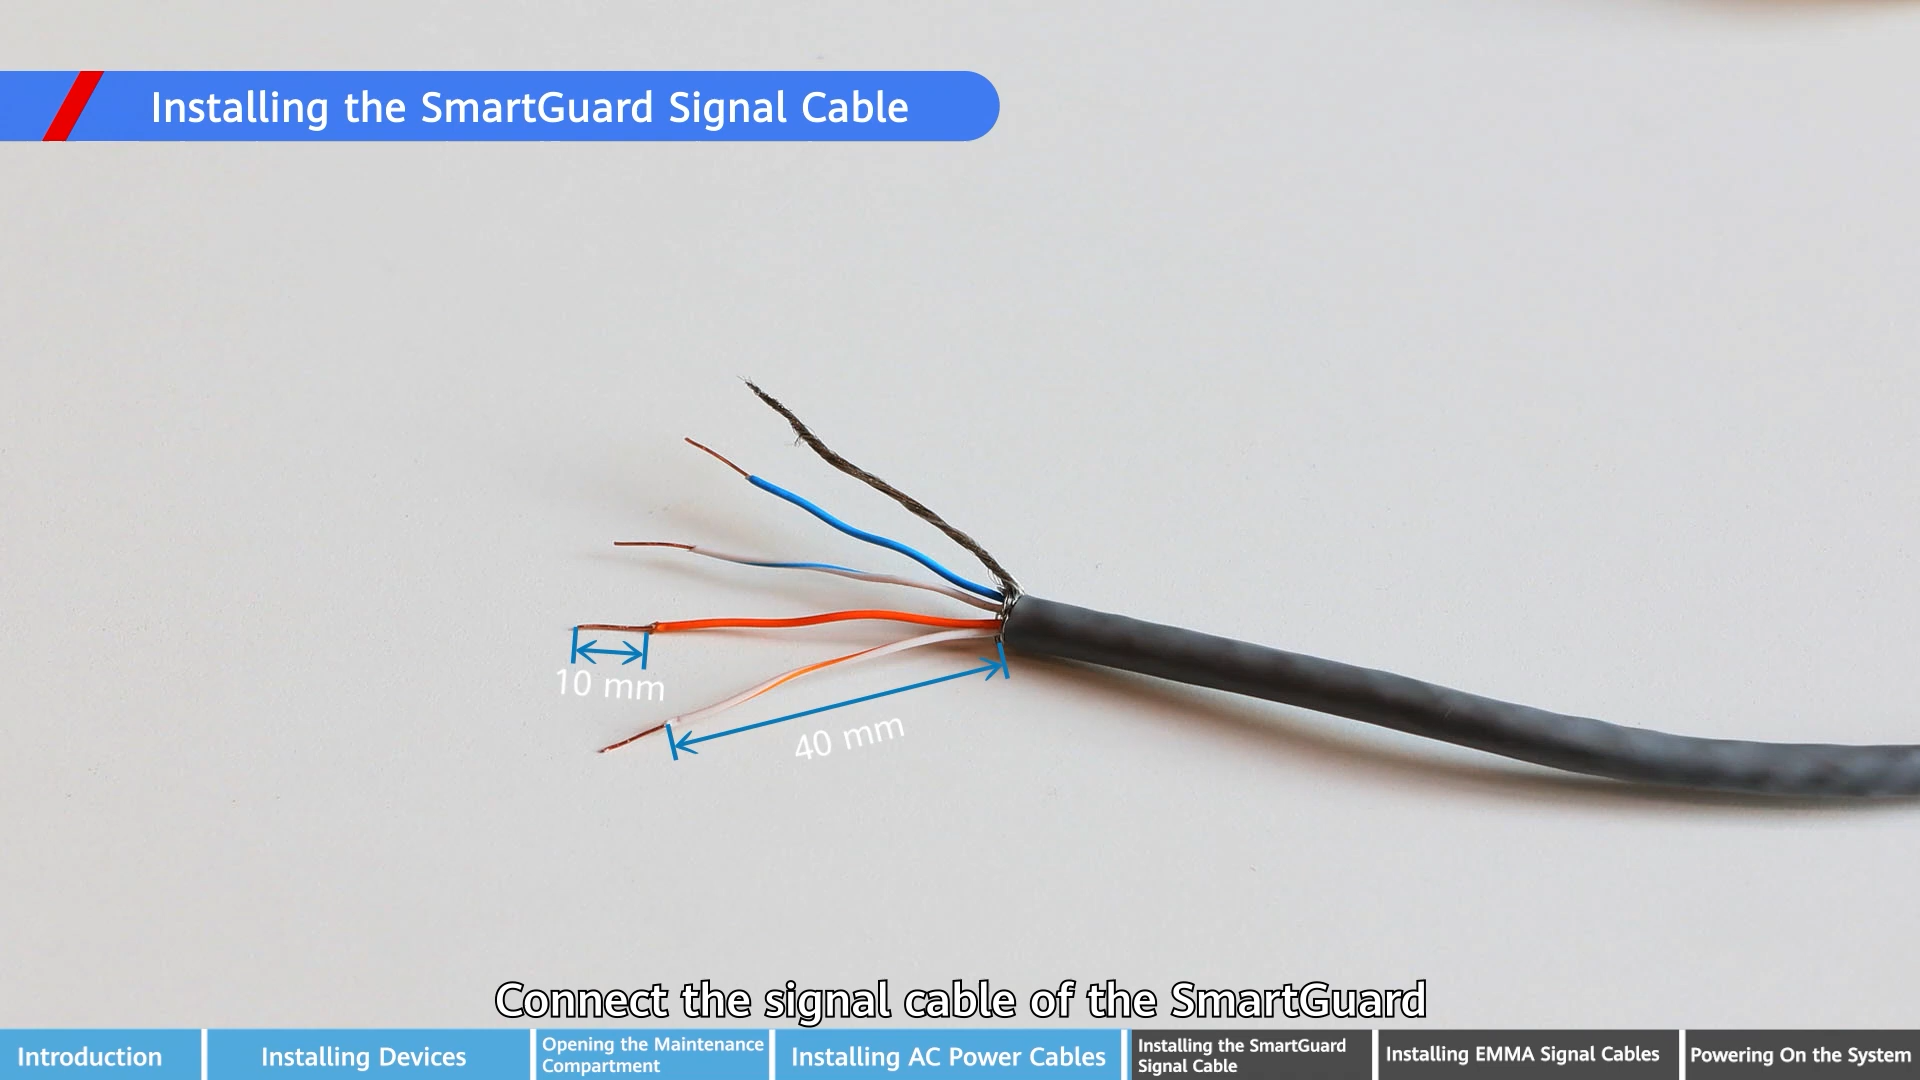 Installing the SmartGuard Signal Cable
10 mm
40 mm
Connect the signal cable of the SmartGuard
Introduction
Installing Devices
Opening the Maintenance
Compartment
Installing AC Power Cables
Installing the SmartGuard
Signal Cable
Installing EMMA Signal Cables
Powering On the System